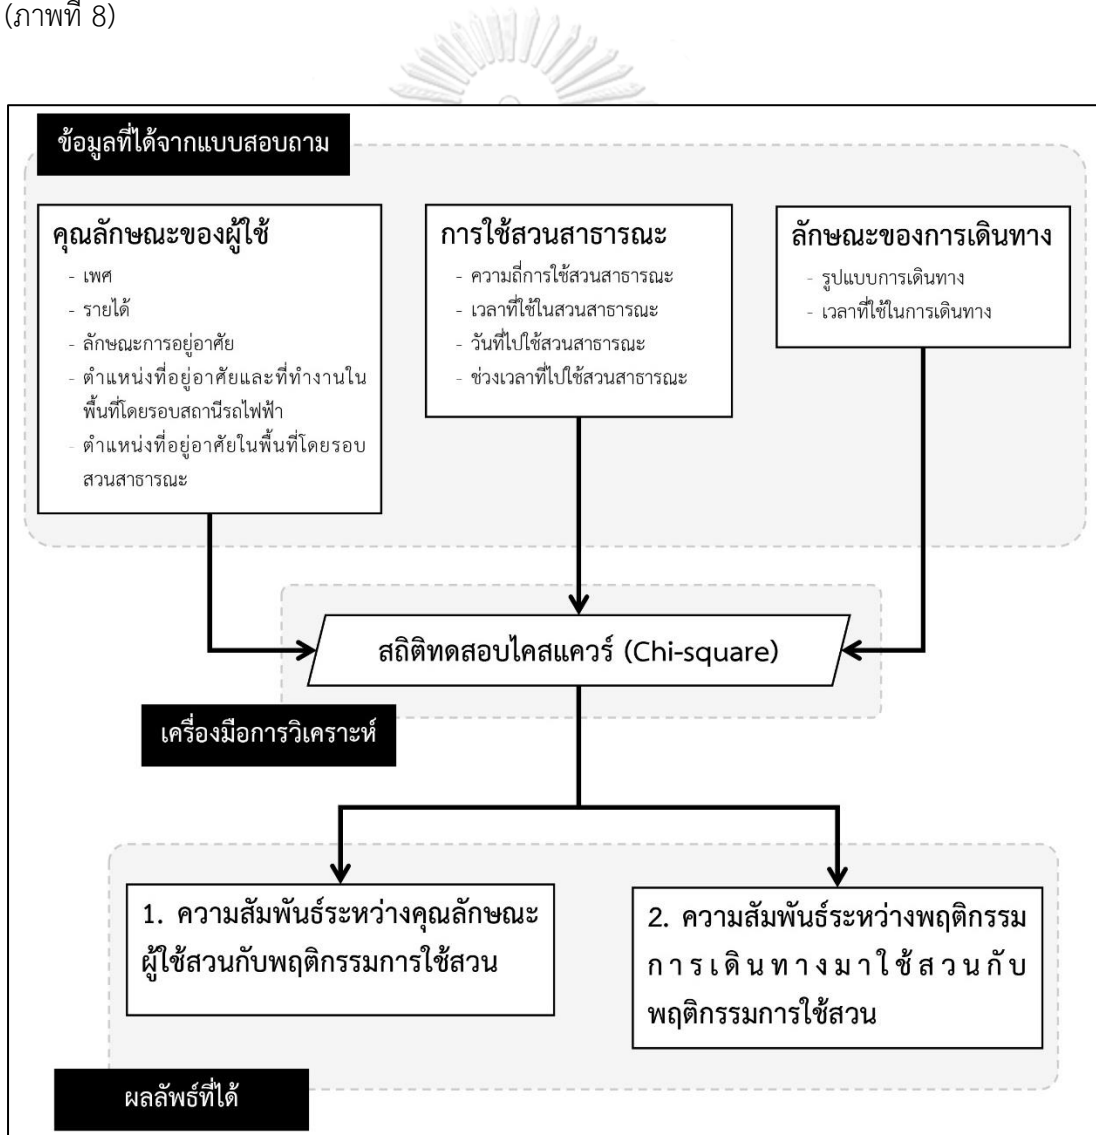 (ภาพที่ 8)
ข้อมูลที่ได้จากแบบสอบถาม
คุณลักษณะของผู้ใช้
- เพศ
- รายได้
- ลักษณะการอยู่อาศัย
- ตำแหน่งที่อยู่อาศัยและที่ทำงานใน
พื้นที่โดยรอบสถานีรถไฟฟ้า
- ตำแหน่งที่อยู่อาศัยในพื้นที่โดยรอบ
สวนสาธารณะ
การใช้สวนสาธารณะ
- ความถี่การใช้สวนสาธารณะ
- เวลาที่ใช้ในสวนสาธารณะ
- วันที่ไปใช้สวนสาธารณะ
- ช่วงเวลาที่ไปใช้สวนสาธารณะ
ลักษณะของการเดินทาง
- รูปแบบการเดินทาง
- เวลาที่ใช้ในการเดินทาง
สถิติทดสอบไคสแควร์ (Chi-square)
เครื่องมือการวิเคราะห์
1. ความสัมพันธ์ระหว่างคุณลักษณะ
ผู้ใช้สวนกับพฤติกรรมการใช้สวน
2. ความสัมพันธ์ระหว่างพฤติกรรม
การเดินทางมาใช้สวนกับ
พฤติกรรมการใช้สวน
ผลลัพธ์ที่ได้